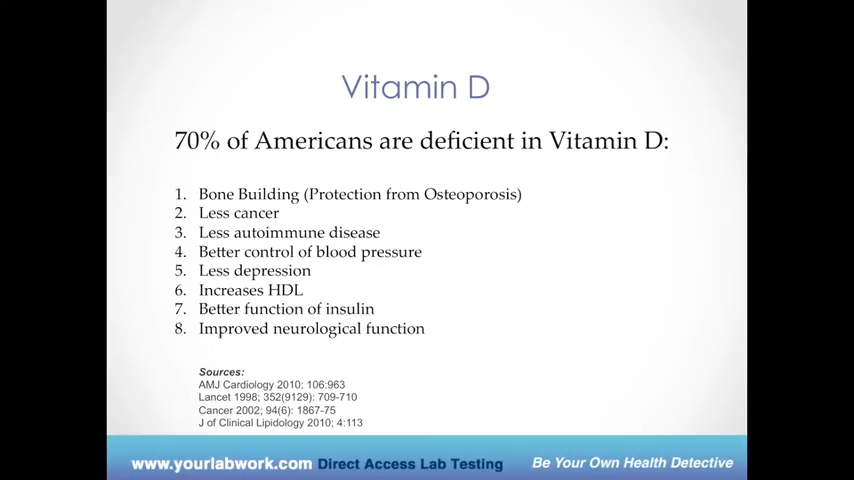 Vitamin D
70% of Americans are deficient in Vitamin D:
1. Bone Building (Protection from Osteoporosis)
2. Less cancer
3. Less autoimmune disease
4. Better control of blood pressure
5. Less depression
6. Increases HDL
7. Better function of insulin
8. Improved neurological function
Sources:
AMJ Cardiology 2010; 106:963
Lancet 1998; 352(9129): 709-710
Cancer 2002; 94(6): 1867-75
J of Clinical Lipidology 2010; 4:113
www.yourlabwork.com Direct Access Lab Testing Be Your Own Health Detective